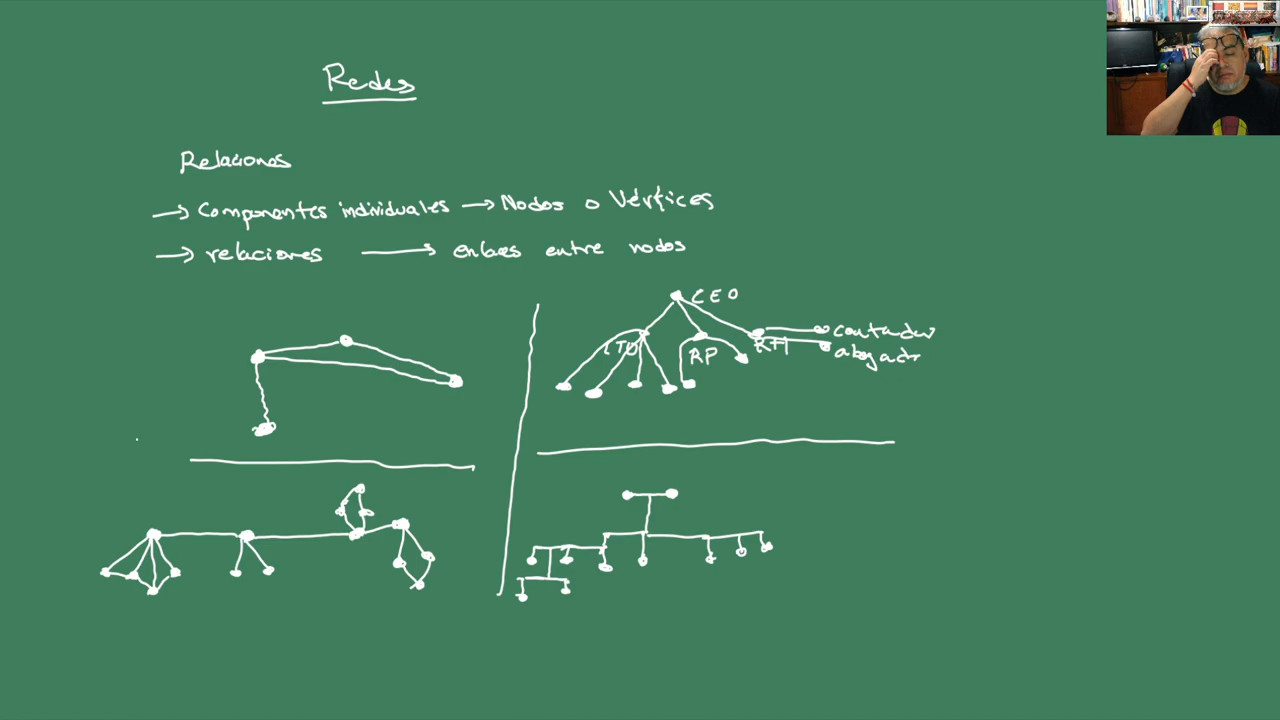 Redes
Relaciones
→ Componentes individuales → Nodos o Vértices
→ relaciones → enlaces entre nodos
CEO
CTO RP RH contador
abogado